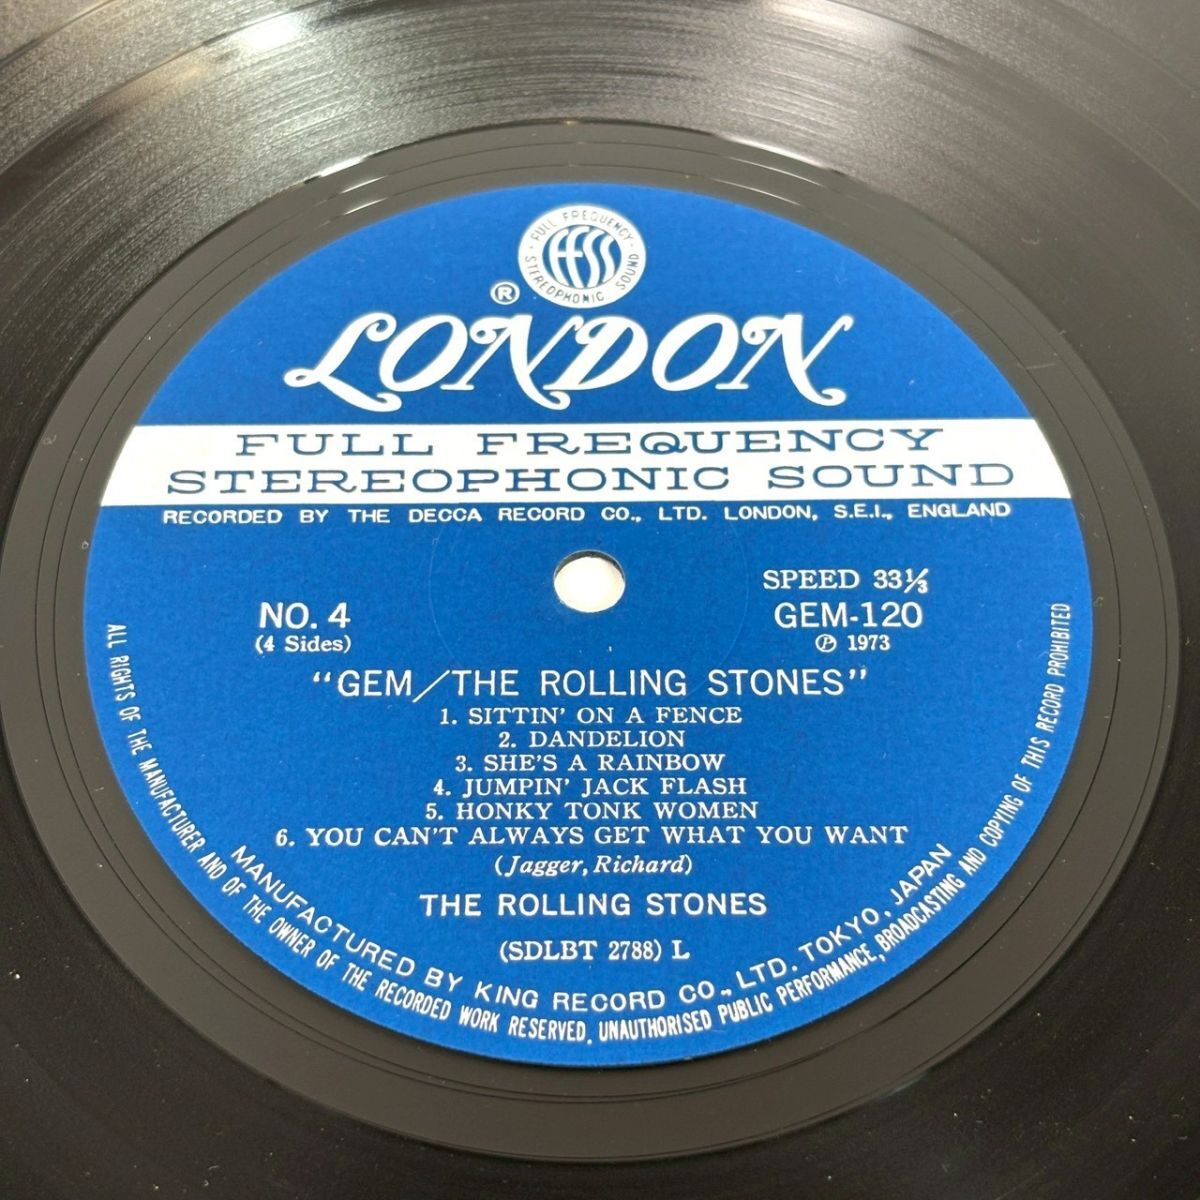 FULL FREQUENCY
ffss
STEREOPHONIC SOUND
®
LONDON
FULL FREQUENCY
STEREOPHONIC SOUND
RECORDED BY THE DECCA RECORD CO., LTD. LONDON, S.E.I., ENGLAND
SPEED 33⅓
NO. 4
GEM-120
(4 Sides)
℗ 1973
“GEM/THE ROLLING STONES”
1. SITTIN' ON A FENCE
2. DANDELION
3. SHE'S A RAINBOW
4. JUMPIN' JACK FLASH
5. HONKY TONK WOMEN
6. YOU CAN'T ALWAYS GET WHAT YOU WANT
(Jagger, Richard)
THE ROLLING STONES
(SDLBT 2788) L
MANUFACTURED BY KING RECORD CO., LTD. TOKYO, JAPAN
ALL RIGHTS OF THE MANUFACTURER AND OF THE OWNER OF THE RECORDED WORK RESERVED. UNAUTHORISED PUBLIC PERFORMANCE, BROADCASTING AND COPYING OF THIS RECORD PROHIBITED